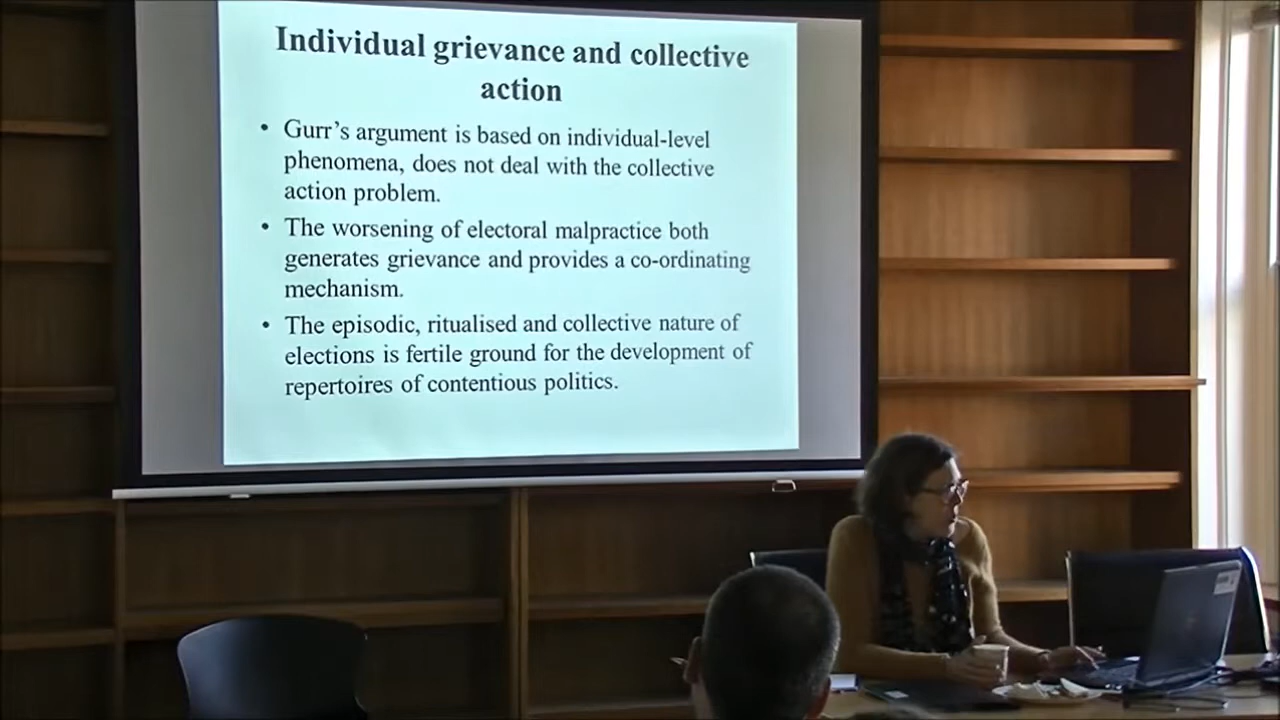 Individual grievance and collective
action
• Gurr's argument is based on individual-level
phenomena, does not deal with the collective
action problem.
• The worsening of electoral malpractice both
generates grievance and provides a co-ordinating
mechanism.
• The episodic, ritualised and collective nature of
elections is fertile ground for the development of
repertoires of contentious politics.